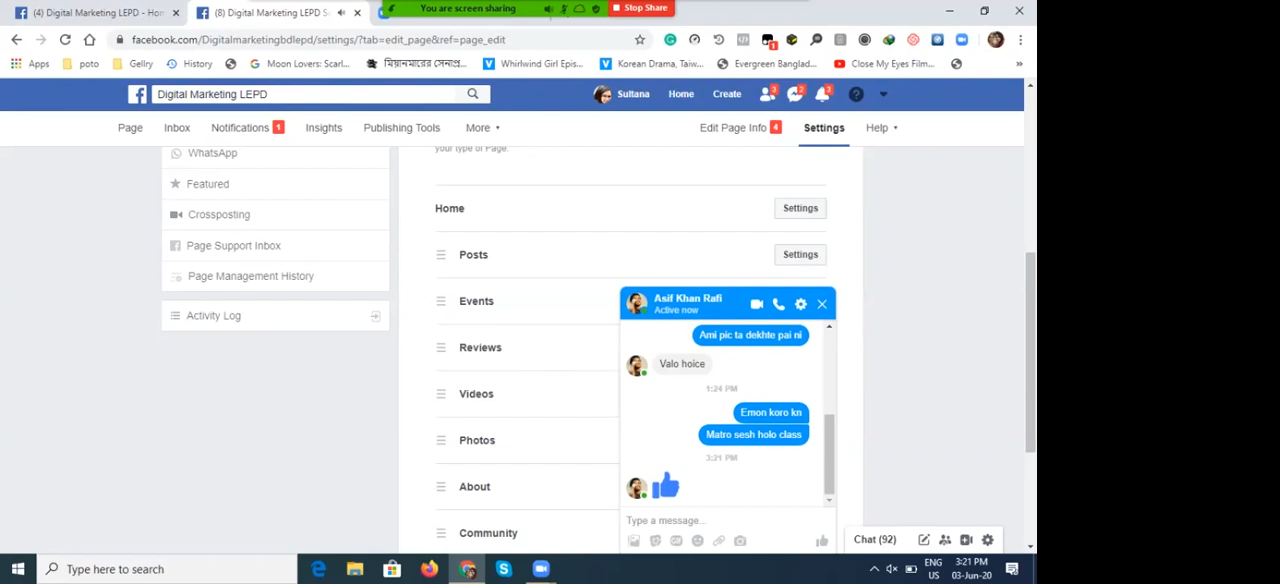 (4) Digital Marketing LEPD - Hom
(8) Digital Marketing LEPD S
You are screen sharing
Stop Share
facebook.com/Digitalmarketingbdlepd/settings/?tab=edit_page&ref=page_edit
1
Apps
poto
Gellry
History
Moon Lovers: Scarl...
মিয়ানমারের সেনাপ্র...
Whirlwind Girl Epis...
Korean Drama, Taiw...
Evergreen Banglad...
Close My Eyes Film...
»
Digital Marketing LEPD
Sultana
Home
Create
3
2
3
Page
Inbox
Notifications 1
Insights
Publishing Tools
More
Edit Page Info 4
Settings
Help
WhatsApp
Featured
Crossposting
Page Support Inbox
Page Management History
Activity Log
your type of Page.
Home
Settings
Posts
Settings
Events
Reviews
Videos
Photos
About
Community
Asif Khan Rafi
Active now
Ami pic ta dekhte pai ni
Valo hoice
1:24 PM
Emon koro kn
Matro sesh holo class
3:21 PM
Type a message...
Chat (92)
Type here to search
ENG
US
3:21 PM
03-Jun-20